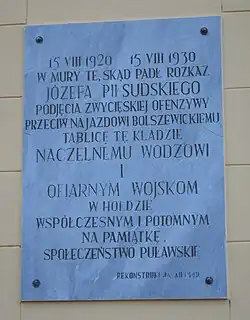 15 VIII 1920 15 VIII 1930
W MURY TE, SKĄD PADŁ ROZKAZ
JÓZEFA PIŁSUDSKIEGO
PODJĘCIA ZWYCIĘSKIEJ OFENZYWY
PRZECIW NAJAZDOWI BOLSZEWICKIEMU
TABLICĘ TĘ KŁADZIE
NACZELNEMU WODZOWI
I
OFIARNYM WOJSKOM
W HOŁDZIE
WSPÓŁCZESNYM I POTOMNYM
NA PAMIĄTKĘ
SPOŁECZEŃSTWO PUŁAWSKIE